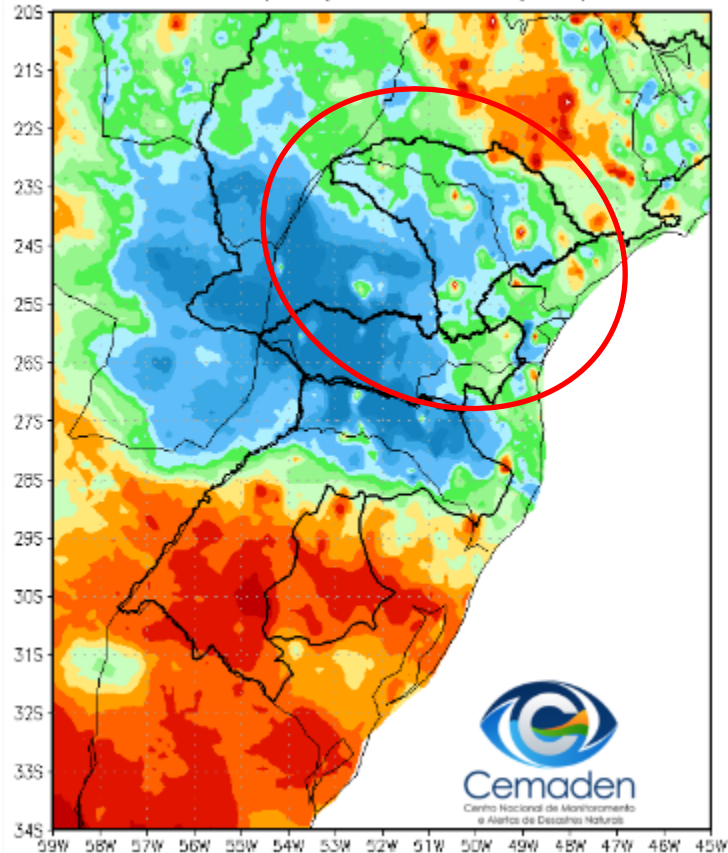 20S
21S
22S
23S
24S
25S
26S
27S
28S
29S
30S
31S
32S
33S
34S
59W 58W 57W 56W 55W 54W 53W 52W 51W 50W 49W 48W 47W 46W 45W
Cemaden
Centro Nacional de Monitoramento
e Alertas de Desastres Naturais